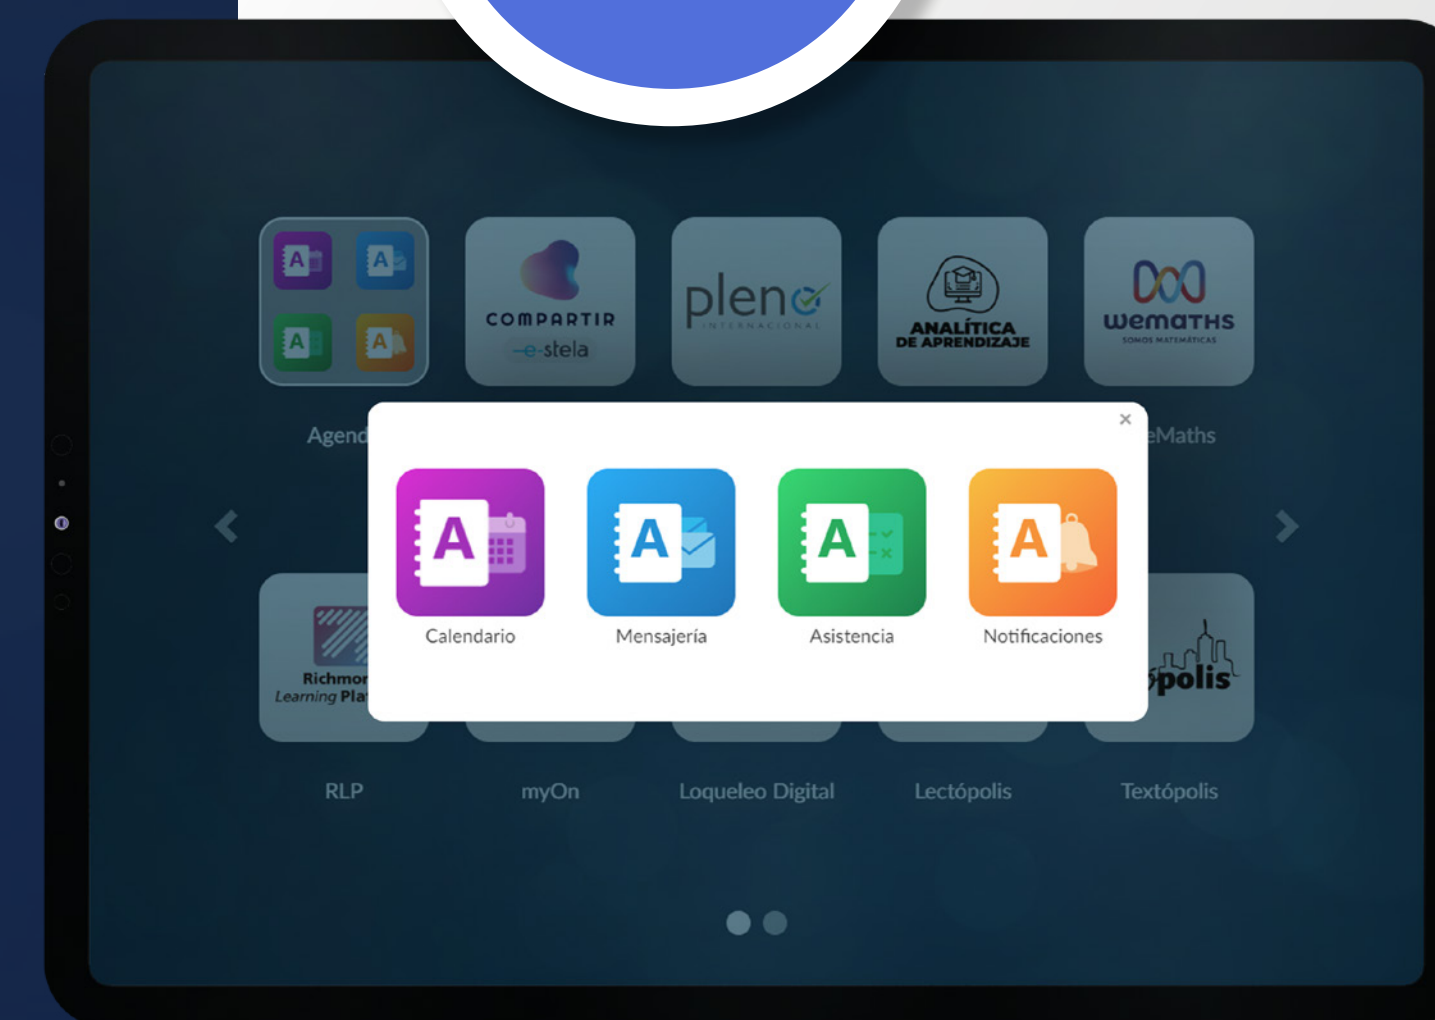 A A
A A
COMPARTIR
e-stela
pleno
INTERNACIONAL
ANALÍTICA
DE APRENDIZAJE
wemaTHS
SOMOS MATEMÁTICAS
Agend
eMaths
×
A
A
A
A
Calendario
Mensajería
Asistencia
Notificaciones
Richmon
Learning Pla
ópolis
RLP
myOn
Loqueleo Digital
Lectópolis
Textópolis